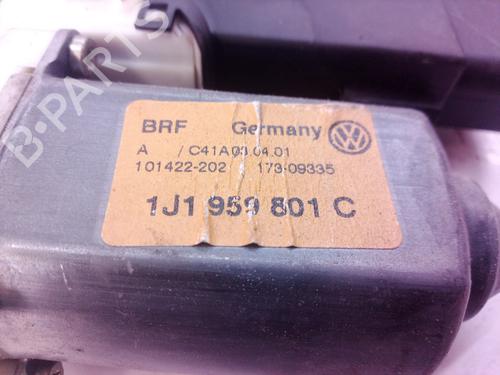 BRF Germany
A / C41A03.04.01
101422-202 173-09335
1J1 959 801 C
B-PARTS